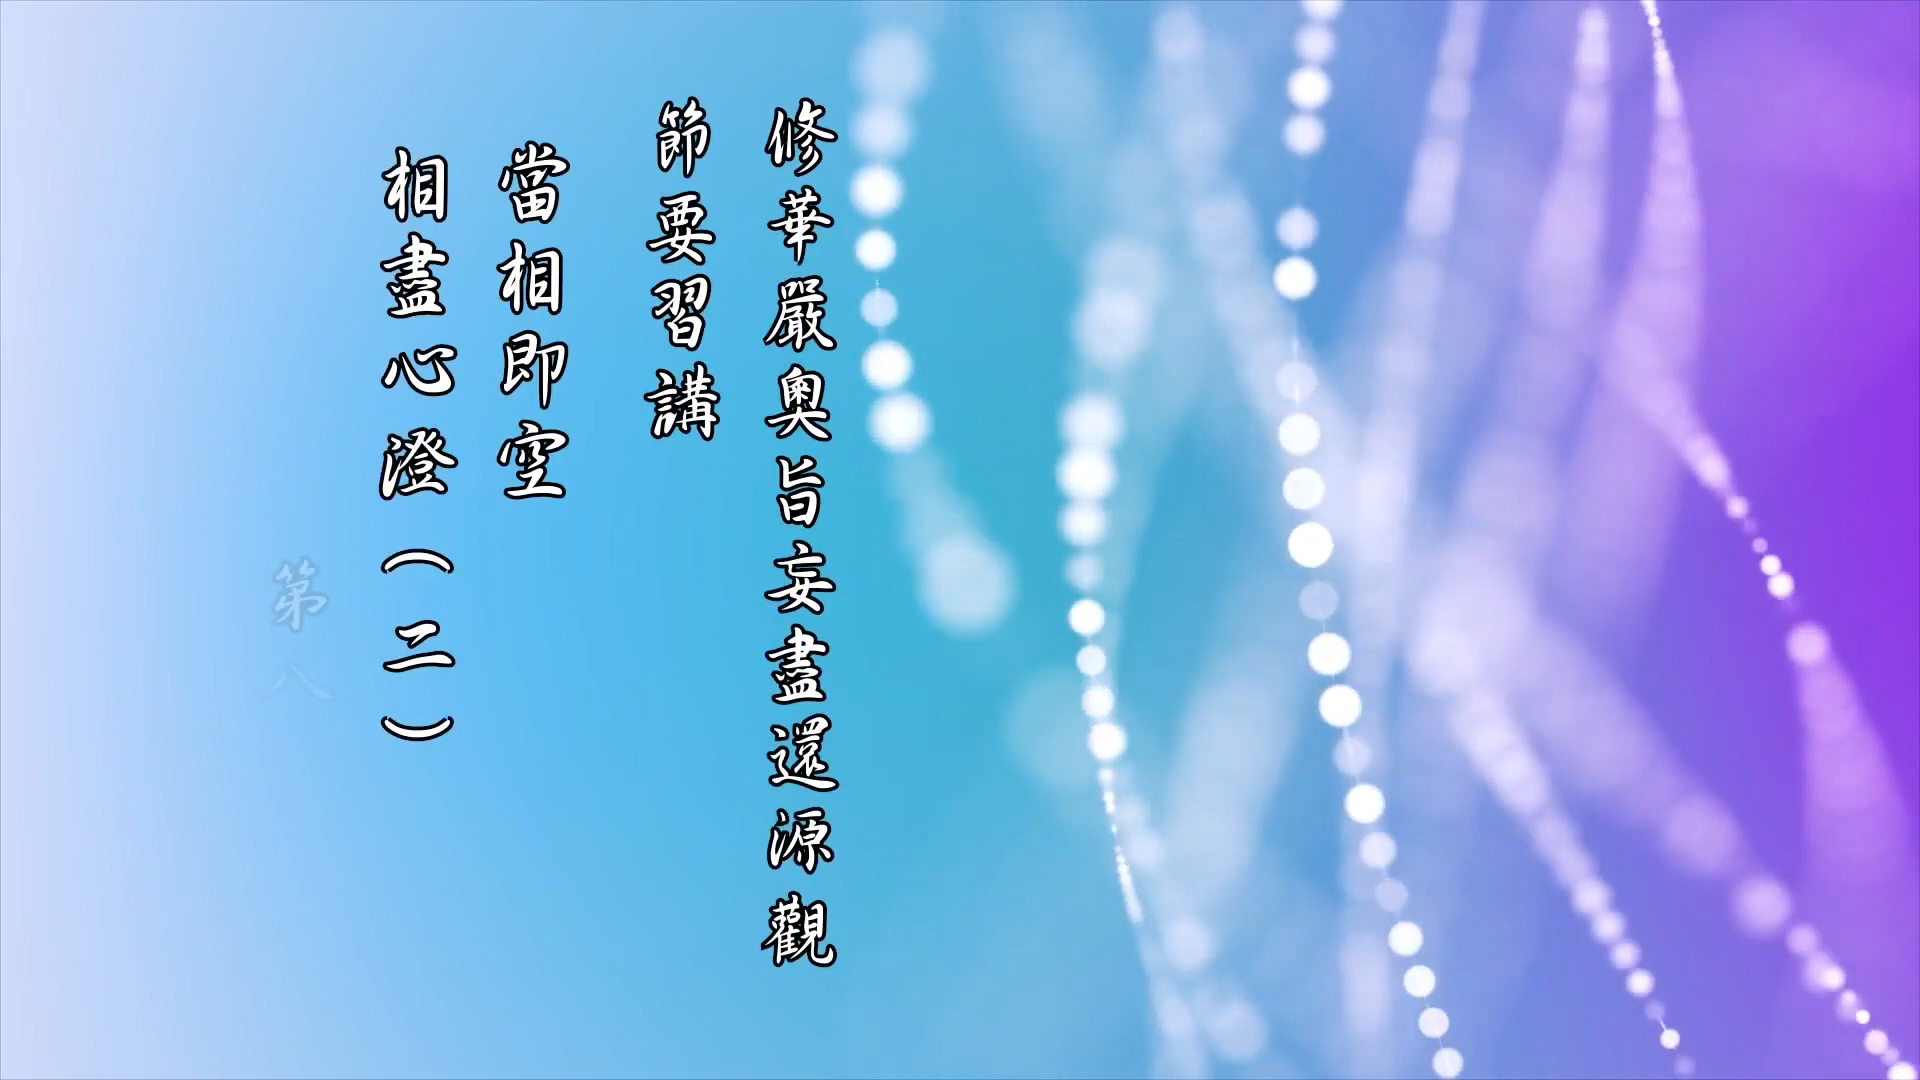 修華嚴奧旨妄盡還源觀
節要習講
當相即空
相盡心澄（二）
第八